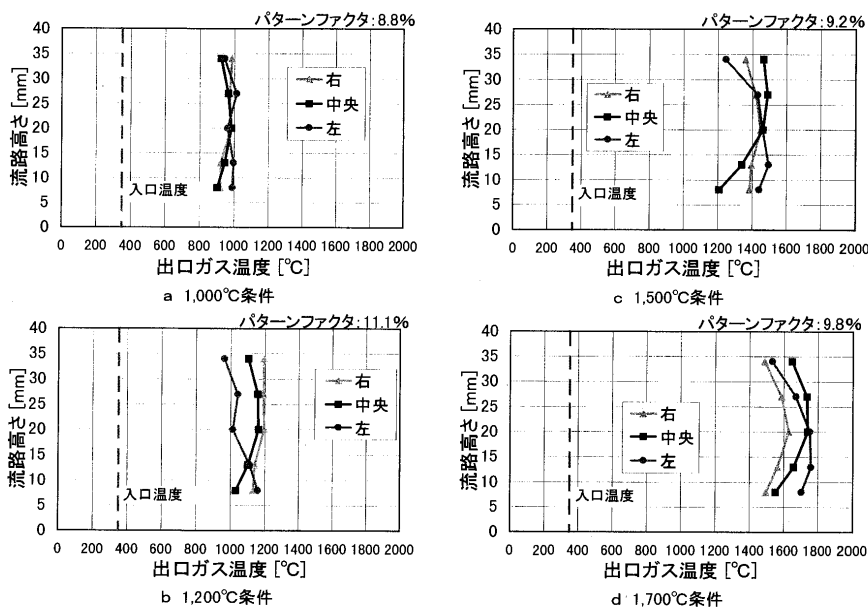 パターンファクタ:8.8%
40
35
30
25
20
15
10
5
0
流路高さ [mm]
右
中央
左
入口温度
0 200 400 600 800 1000 1200 1400 1600 1800 2000
出口ガス温度 [℃]
a 1,000℃条件
パターンファクタ:9.2%
40
35
30
25
20
15
10
5
0
流路高さ [mm]
右
中央
左
入口温度
0 200 400 600 800 1000 1200 1400 1600 1800 2000
出口ガス温度 [℃]
c 1,500℃条件
パターンファクタ:11.1%
40
35
30
25
20
15
10
5
0
流路高さ [mm]
右
中央
左
入口温度
0 200 400 600 800 1000 1200 1400 1600 1800 2000
出口ガス温度 [℃]
b 1,200℃条件
パターンファクタ:9.8%
40
35
30
25
20
15
10
5
0
流路高さ [mm]
右
中央
左
入口温度
0 200 400 600 800 1000 1200 1400 1600 1800 2000
出口ガス温度 [℃]
d 1,700℃条件